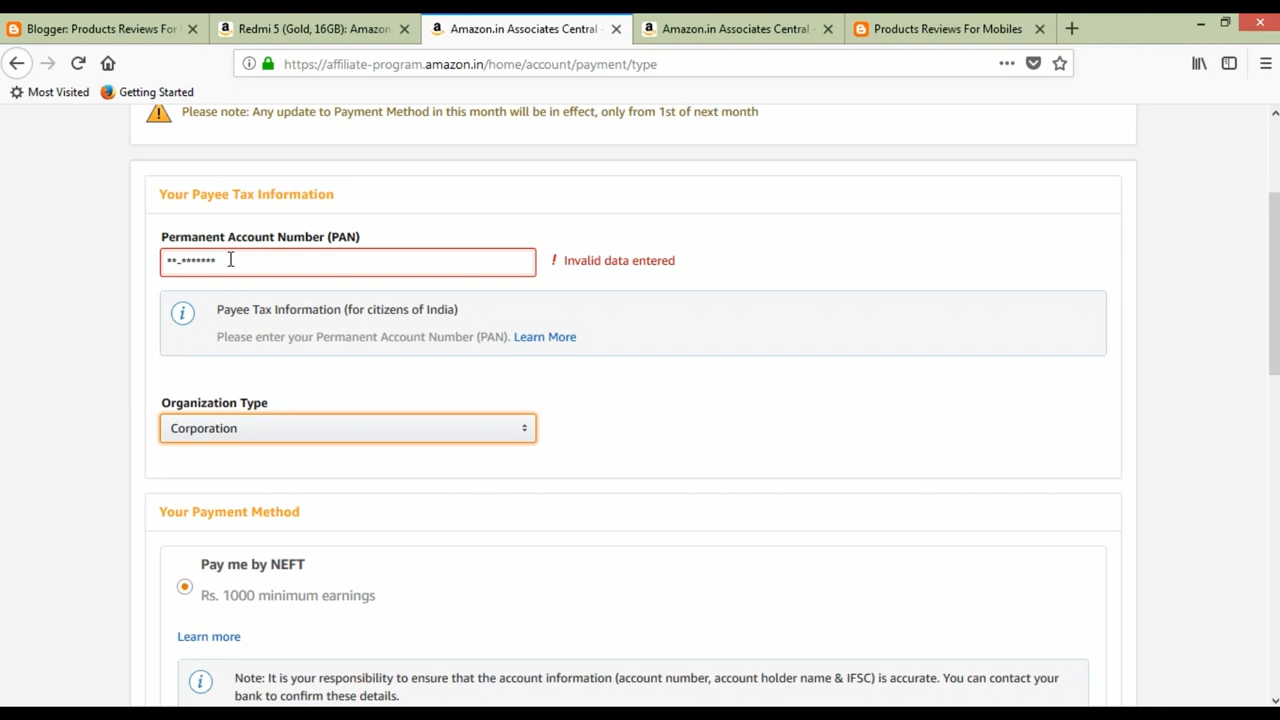 Blogger: Products Reviews For
Redmi 5 (Gold, 16GB): Amazon
Amazon.in Associates Central -
Amazon.in Associates Central -
Products Reviews For Mobiles
https://affiliate-program.amazon.in/home/account/payment/type
Most Visited
Getting Started
Please note: Any update to Payment Method in this month will be in effect, only from 1st of next month
Your Payee Tax Information
Permanent Account Number (PAN)
**-*******
! Invalid data entered
Payee Tax Information (for citizens of India)
Please enter your Permanent Account Number (PAN). Learn More
Organization Type
Corporation
Your Payment Method
Pay me by NEFT
Rs. 1000 minimum earnings
Learn more
Note: It is your responsibility to ensure that the account information (account number, account holder name & IFSC) is accurate. You can contact your
bank to confirm these details.